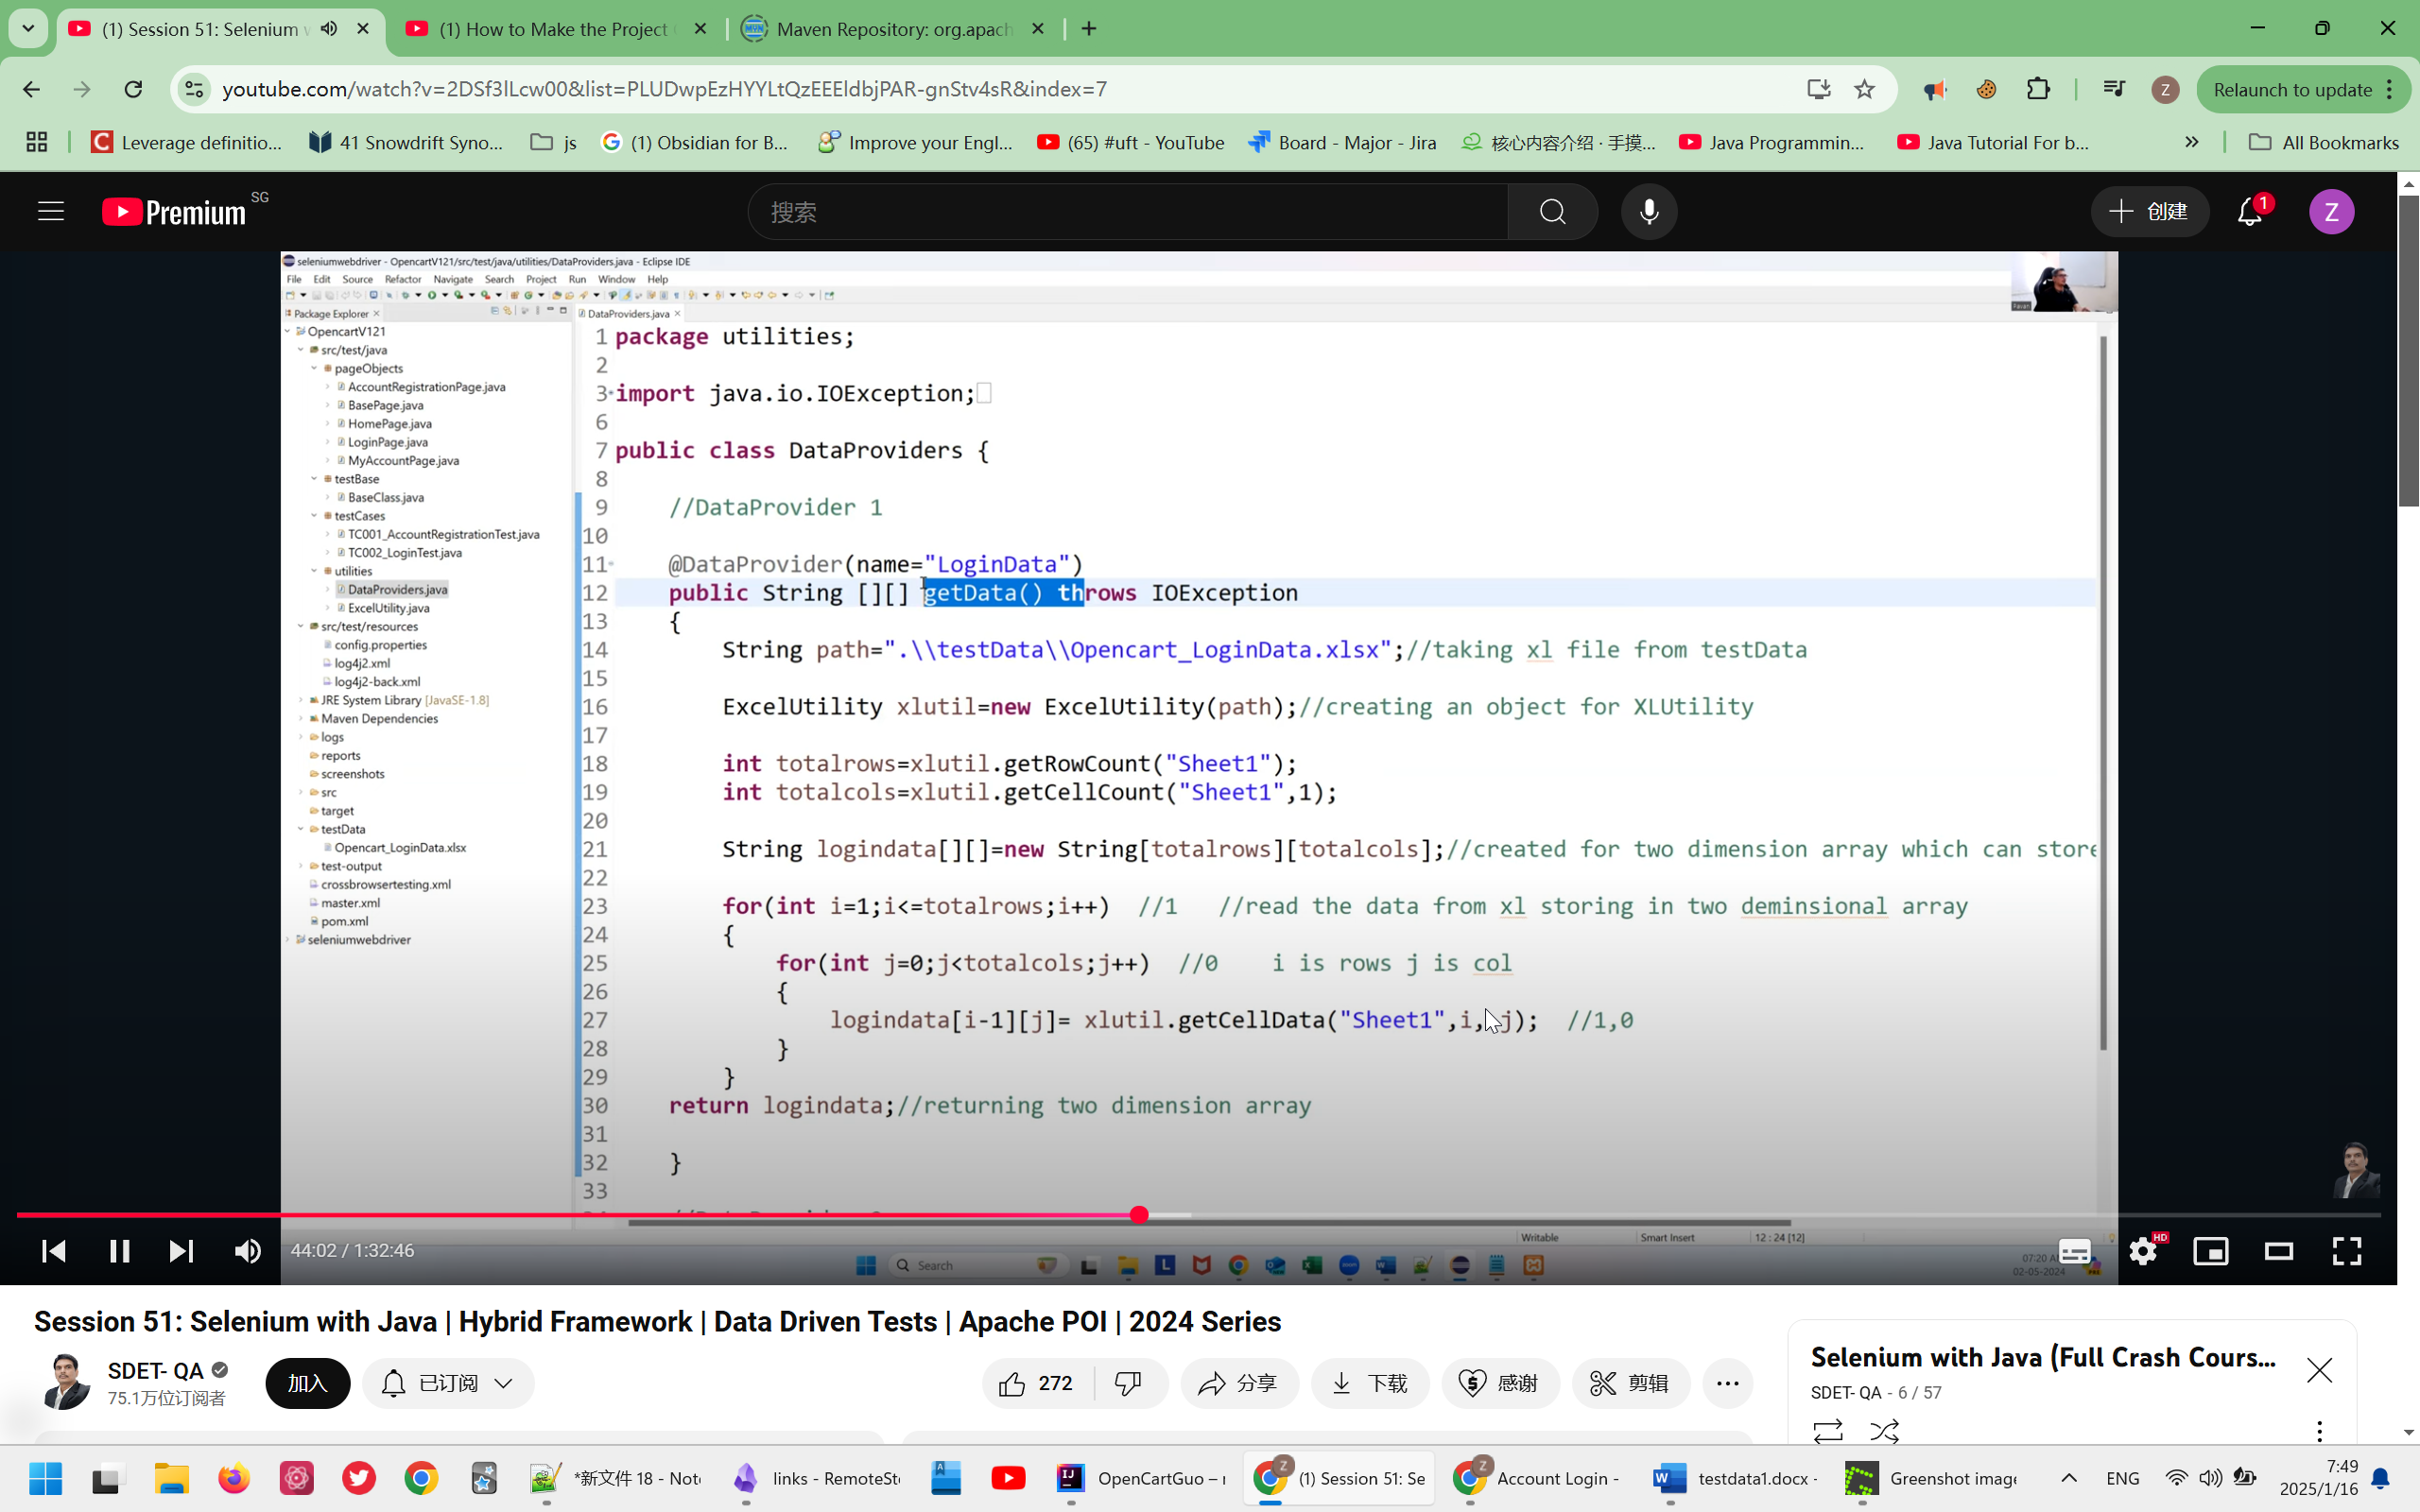 (1) Session 51: Selenium w
(1) How to Make the Project
Maven Repository: org.apach
youtube.com/watch?v=2DSf3lLcw00&list=PLUDwpEzHYYLtQzEEEldbjPAR-gnStv4sR&index=7
Z
Relaunch to update
Leverage definitio...
41 Snowdrift Syno...
js
(1) Obsidian for B...
Improve your Engl...
(65) #uft - YouTube
Board - Major - Jira
核心内容介绍 · 手摸...
Java Programmin...
Java Tutorial For b...
All Bookmarks
Premium
SG
搜索
创建
1
Z
seleniumwebdriver - OpencartV121/src/test/java/utilities/DataProviders.java - Eclipse IDE
File Edit Source Refactor Navigate Search Project Run Window Help
Package Explorer
DataProviders.java
OpencartV121
src/test/java
pageObjects
AccountRegistrationPage.java
BasePage.java
HomePage.java
LoginPage.java
MyAccountPage.java
testBase
BaseClass.java
testCases
TC001_AccountRegistrationTest.java
TC002_LoginTest.java
utilities
DataProviders.java
ExcelUtility.java
src/test/resources
config.properties
log4j2.xml
log4j2-back.xml
JRE System Library [JavaSE-1.8]
Maven Dependencies
logs
reports
screenshots
src
target
testData
Opencart_LoginData.xlsx
test-output
crossbrowsertesting.xml
master.xml
pom.xml
seleniumwebdriver
1 package utilities;
2
3 import java.io.IOException;
6
7 public class DataProviders {
8
9 //DataProvider 1
10
11 @DataProvider(name="LoginData")
12 public String [][] getData() throws IOException
13 {
14 String path=".\\testData\\Opencart_LoginData.xlsx";//taking xl file from testData
15
16 ExcelUtility xlutil=new ExcelUtility(path);//creating an object for XLUtility
17
18 int totalrows=xlutil.getRowCount("Sheet1");
19 int totalcols=xlutil.getCellCount("Sheet1",1);
20
21 String logindata[][]=new String[totalrows][totalcols];//created for two dimension array which can store
22
23 for(int i=1;i<=totalrows;i++) //1 //read the data from xl storing in two deminsional array
24 {
25 for(int j=0;j<totalcols;j++) //0 i is rows j is col
26 {
27 logindata[i-1][j]= xlutil.getCellData("Sheet1",i, j); //1,0
28 }
29 }
30 return logindata;//returning two dimension array
31
32 }
33
Writable
Smart Insert
12 : 24 [12]
Search
02-05-2024
44:02 / 1:32:46
HD
Session 51: Selenium with Java | Hybrid Framework | Data Driven Tests | Apache POI | 2024 Series
SDET- QA
75.1万位订阅者
加入
已订阅
272
分享
下载
感谢
剪辑
Selenium with Java (Full Crash Cours...
SDET- QA - 6 / 57
*新文件 18 - Note
links - RemoteSt
OpenCartGuo – r
(1) Session 51: Se
Account Login -
testdata1.docx -
Greenshot image
ENG
7:49
2025/1/16